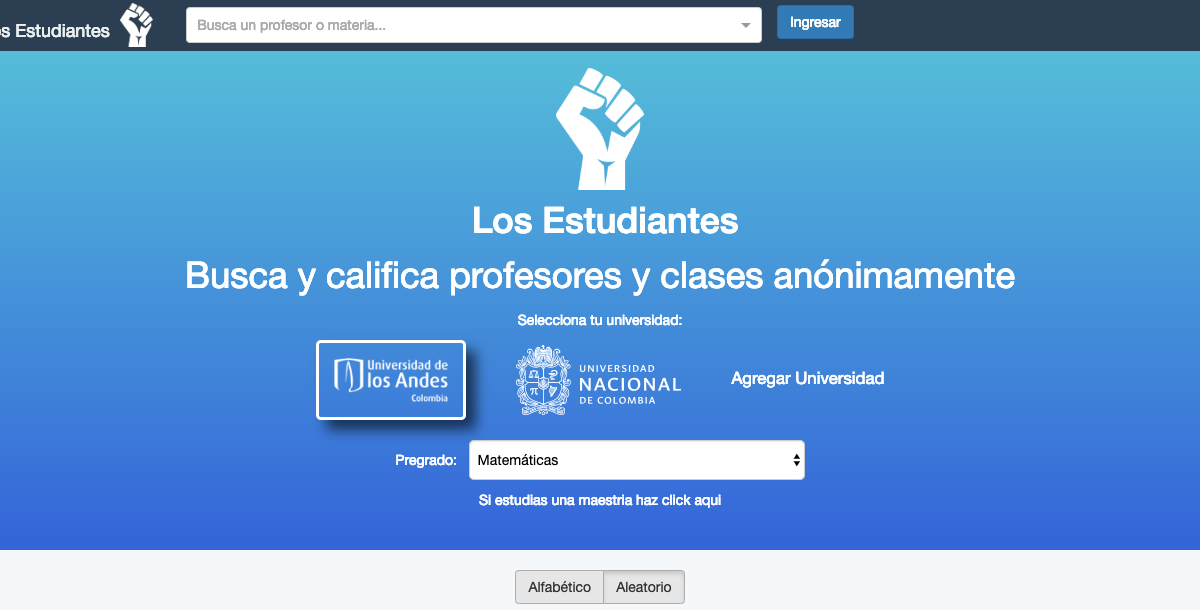 s Estudiantes
Busca un profesor o materia...
Ingresar
Los Estudiantes
Busca y califica profesores y clases anónimamente
Selecciona tu universidad:
Universidad de
los Andes
Colombia
UNIVERSIDAD
NACIONAL
DE COLOMBIA
Agregar Universidad
Pregrado:
Matemáticas
Si estudias una maestria haz click aqui
Alfabético
Aleatorio